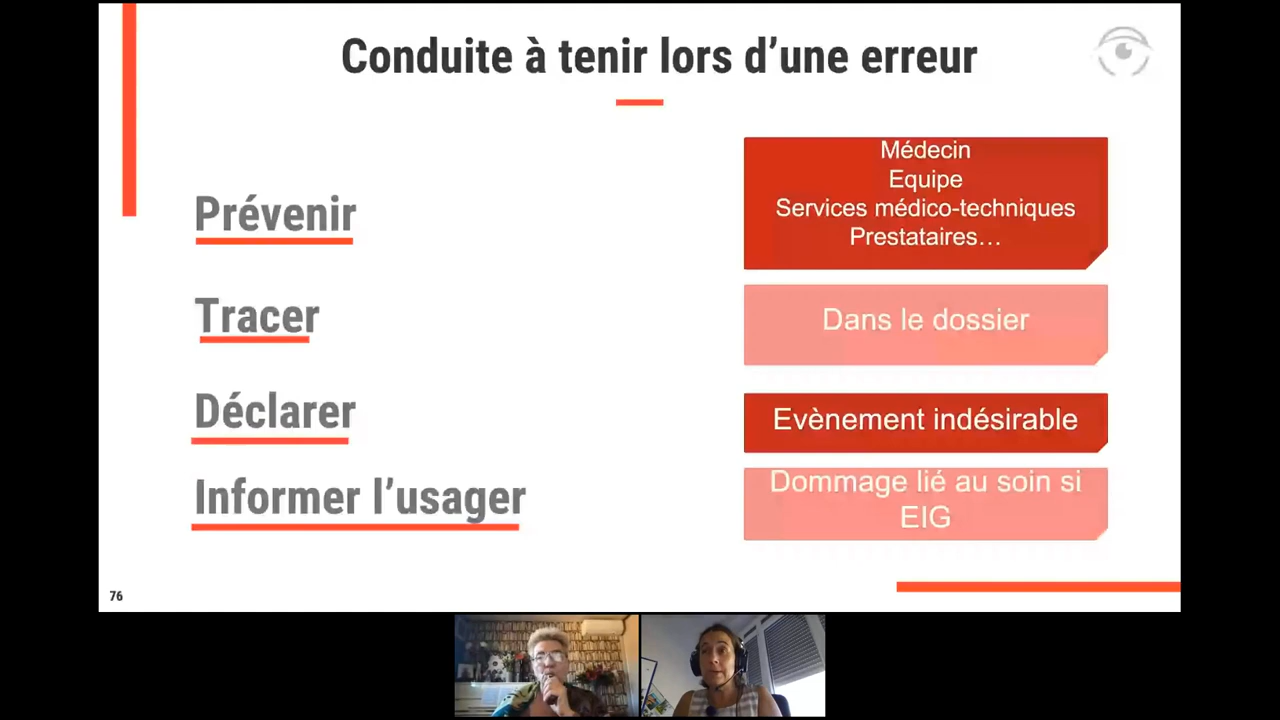 Conduite à tenir lors d’une erreur
Prévenir
Médecin
Equipe
Services médico-techniques
Prestataires…
Tracer
Dans le dossier
Déclarer
Evènement indésirable
Informer l’usager
Dommage lié au soin si
EIG
76